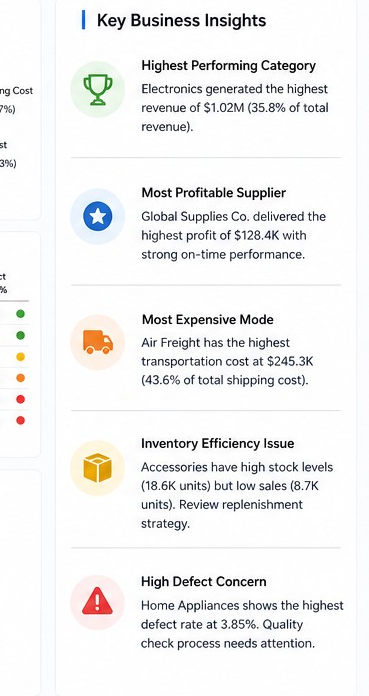 Key Business Insights
ng Cost
7%)
st
3%)
ct
%
Highest Performing Category
Electronics generated the highest
revenue of $1.02M (35.8% of total
revenue).
Most Profitable Supplier
Global Supplies Co. delivered the
highest profit of $128.4K with
strong on-time performance.
Most Expensive Mode
Air Freight has the highest
transportation cost at $245.3K
(43.6% of total shipping cost).
Inventory Efficiency Issue
Accessories have high stock levels
(18.6K units) but low sales (8.7K
units). Review replenishment
strategy.
High Defect Concern
Home Appliances shows the highest
defect rate at 3.85%. Quality
check process needs attention.